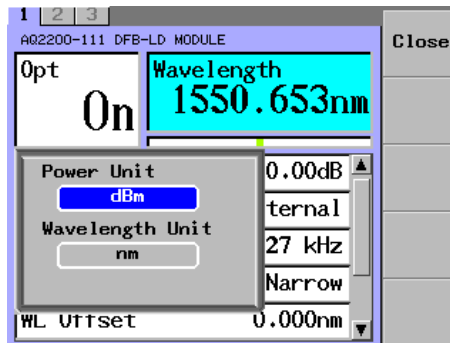 1 2 3
AQ2200-111 DFB-LD MODULE
Close
Opt
On
Wavelength
1550.653nm
Power Unit
dBm
Wavelength Unit
nm
0.00dB
ternal
27 kHz
Narrow
WL Offset 0.000nm